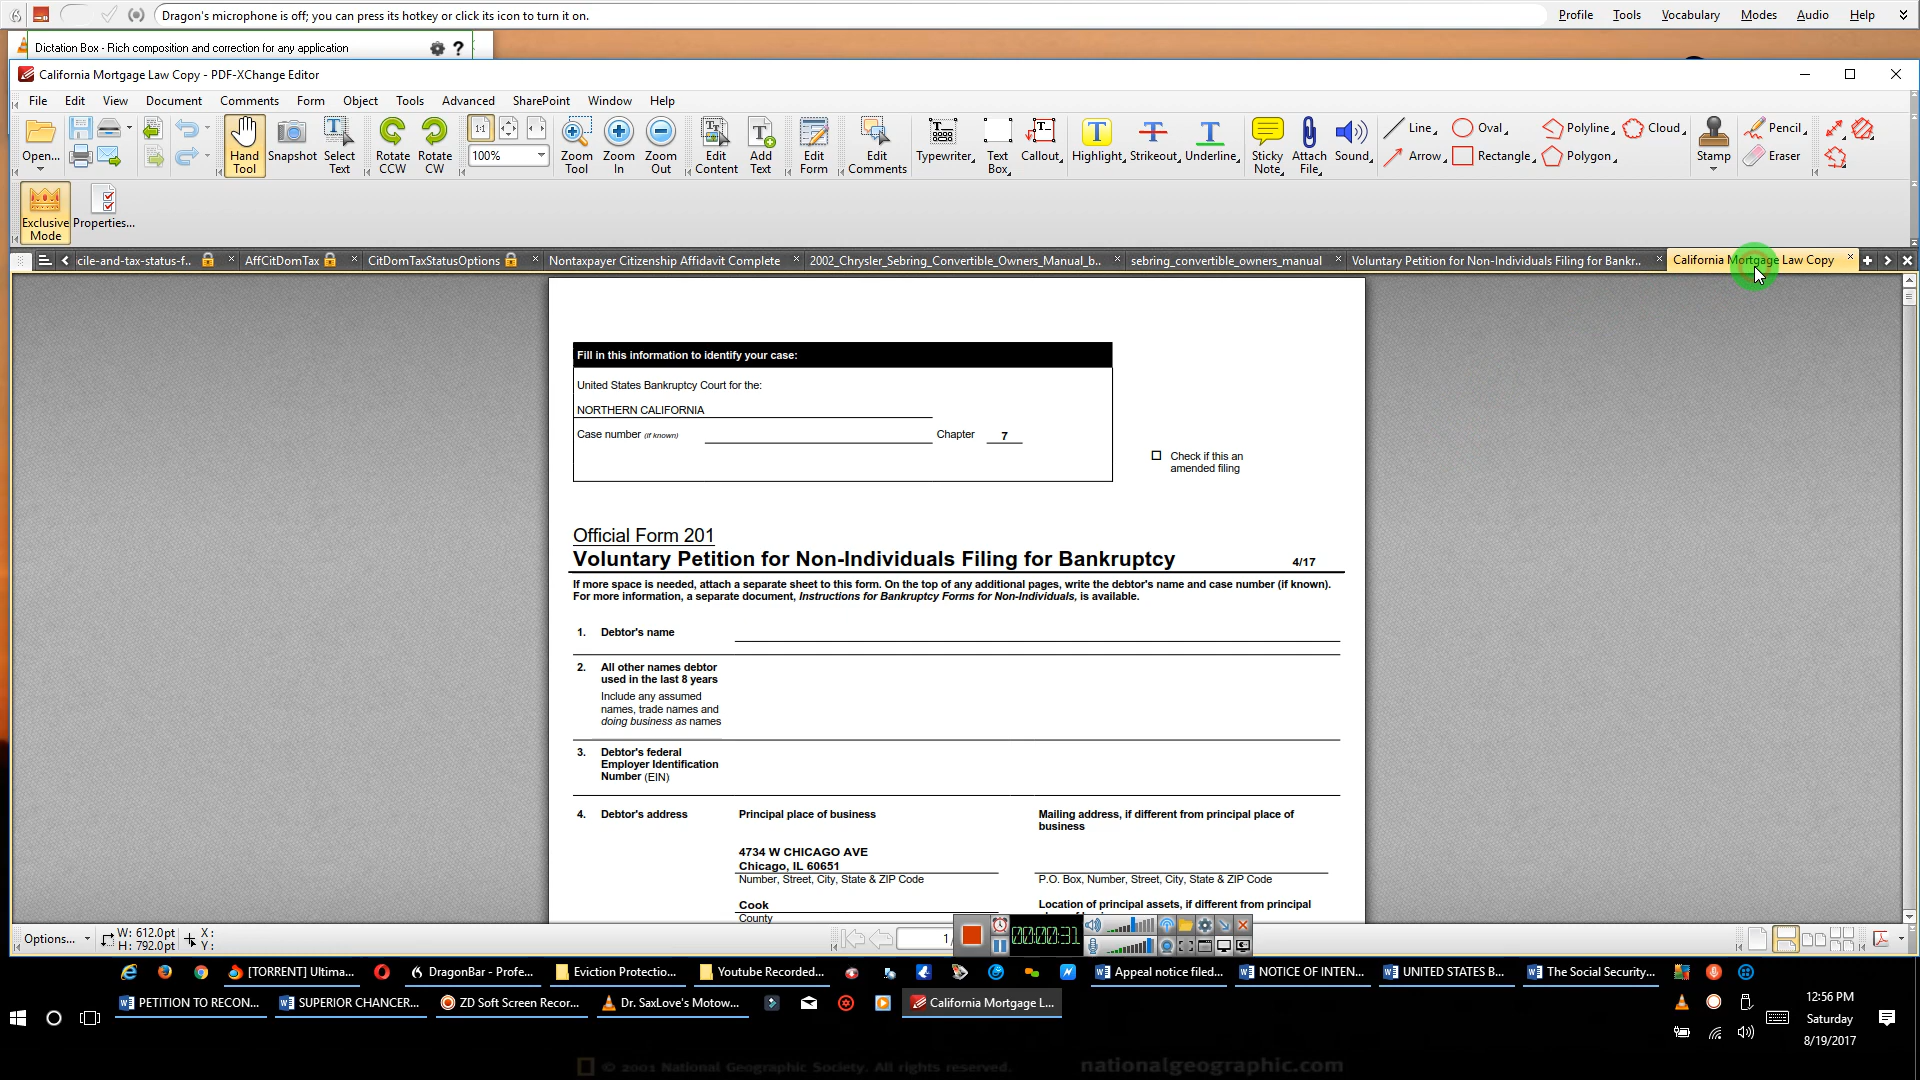 Dragon's microphone is off; you can press its hotkey or click its icon to turn it on.
Profile Tools Vocabulary Modes Audio Help
Dictation Box - Rich composition and correction for any application
California Mortgage Law Copy - PDF-XChange Editor
File Edit View Document Comments Form Object Tools Advanced SharePoint Window Help
Open... Hand Tool Snapshot Select Text Rotate CCW Rotate CW 100% Zoom Tool Zoom In Zoom Out Edit Content Add Text Edit Form Edit Comments Typewriter Text Box Callout Highlight Strikeout Underline Sticky Note Attach File Sound Line Arrow Oval Rectangle Polyline Polygon Cloud Stamp Pencil Eraser
Exclusive Mode Properties...
cile-and-tax-status-f.. AffCitDomTax CitDomTaxStatusOptions Nontaxpayer Citizenship Affidavit Complete 2002_Chrysler_Sebring_Convertible_Owners_Manual_b.. sebring_convertible_owners_manual Voluntary Petition for Non-Individuals Filing for Bankr.. California Mortgage Law Copy
Fill in this information to identify your case:
United States Bankruptcy Court for the:
NORTHERN CALIFORNIA
Case number (if known) Chapter 7
Check if this an
amended filing
Official Form 201
Voluntary Petition for Non-Individuals Filing for Bankruptcy 4/17
If more space is needed, attach a separate sheet to this form. On the top of any additional pages, write the debtor's name and case number (if known).
For more information, a separate document, Instructions for Bankruptcy Forms for Non-Individuals, is available.
1. Debtor's name
2. All other names debtor
used in the last 8 years
Include any assumed
names, trade names and
doing business as names
3. Debtor's federal
Employer Identification
Number (EIN)
4. Debtor's address Principal place of business Mailing address, if different from principal place of
business
4734 W CHICAGO AVE
Chicago, IL 60651
Number, Street, City, State & ZIP Code P.O. Box, Number, Street, City, State & ZIP Code
Cook Location of principal assets, if different from principal
County
Options... W: 612.0pt H: 792.0pt X: Y: 1 00:00:31
[TORRENT] Ultima... DragonBar - Profe... Eviction Protectio... Youtube Recorded... Appeal notice filed... NOTICE OF INTEN... UNITED STATES B... The Social Security...
PETITION TO RECON... SUPERIOR CHANCER... ZD Soft Screen Recor... Dr. SaxLove's Motow... California Mortgage L...
12:56 PM
Saturday
8/19/2017
© 2001 National Geographic Society. All rights reserved. nationalgeographic.com